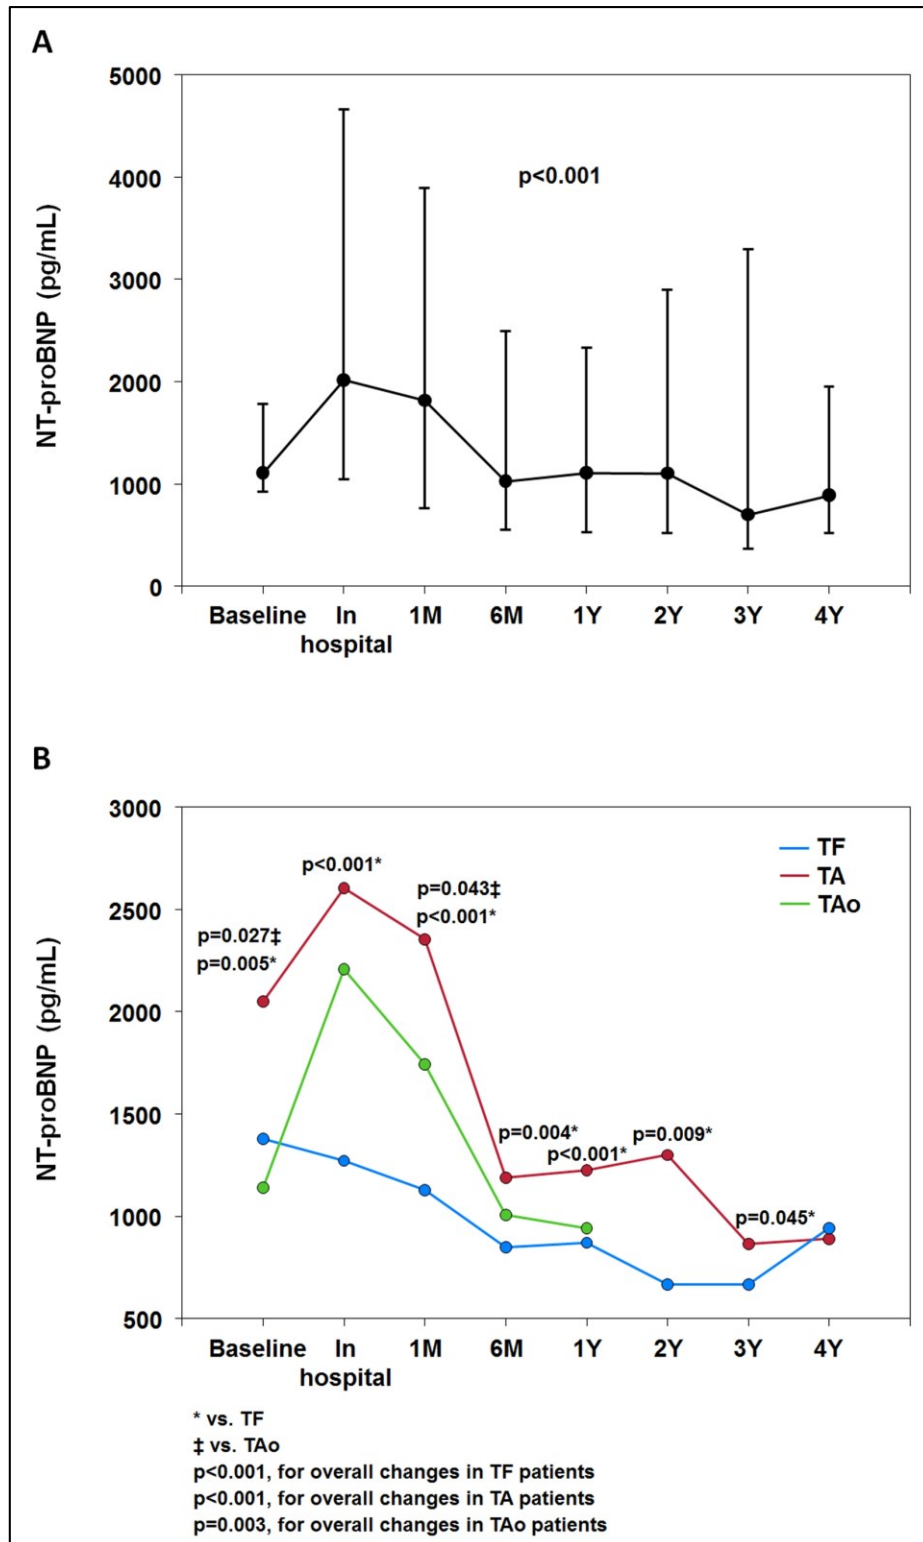 A
5000
4000
3000
2000
1000
0
NT-proBNP (pg/mL)
p<0.001
Baseline In 1M 6M 1Y 2Y 3Y 4Y
hospital
B
3000
2500
2000
1500
1000
500
NT-proBNP (pg/mL)
TF
TA
TAo
p=0.027‡
p=0.005*
p<0.001*
p=0.043‡
p<0.001*
p=0.004*
p<0.001*
p=0.009*
p=0.045*
Baseline In 1M 6M 1Y 2Y 3Y 4Y
hospital
* vs. TF
‡ vs. TAo
p<0.001, for overall changes in TF patients
p<0.001, for overall changes in TA patients
p=0.003, for overall changes in TAo patients